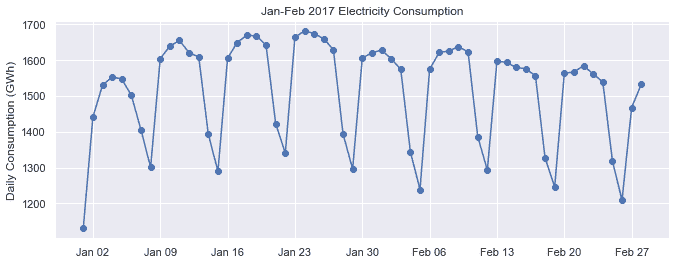 Jan-Feb 2017 Electricity Consumption
Daily Consumption (GWh)
1700
1600
1500
1400
1300
1200
Jan 02 Jan 09 Jan 16 Jan 23 Jan 30 Feb 06 Feb 13 Feb 20 Feb 27